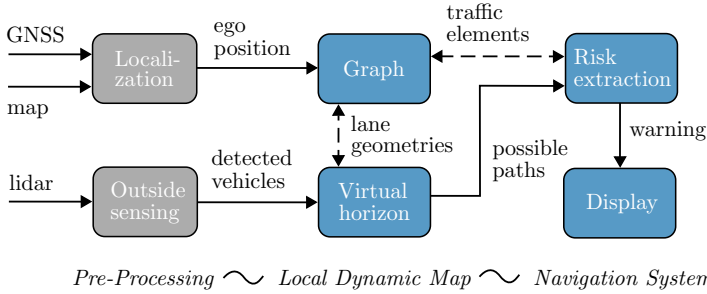 GNSS
map
Locali-
zation
ego
position
Graph
traffic
elements
Risk
extraction
lane
geometries
warning
lidar
Outside
sensing
detected
vehicles
Virtual
horizon
possible
paths
Display
Pre-Processing
Local Dynamic Map
Navigation System